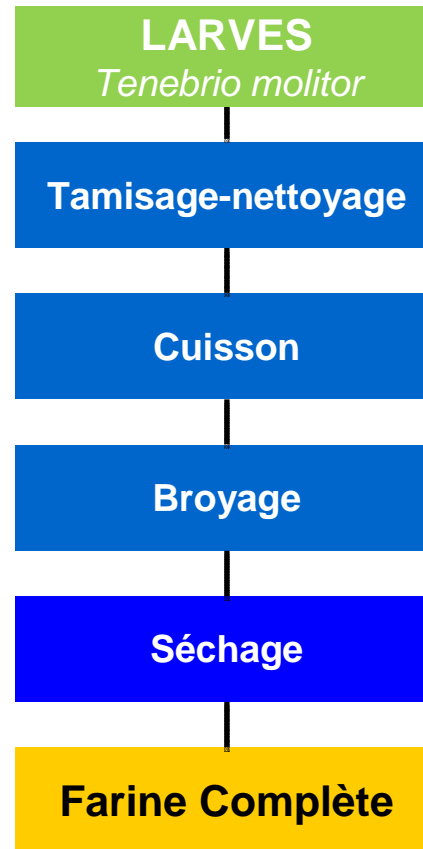 LARVES
Tenebrio molitor
Tamisage-nettoyage
Cuisson
Broyage
Séchage
Farine Complète